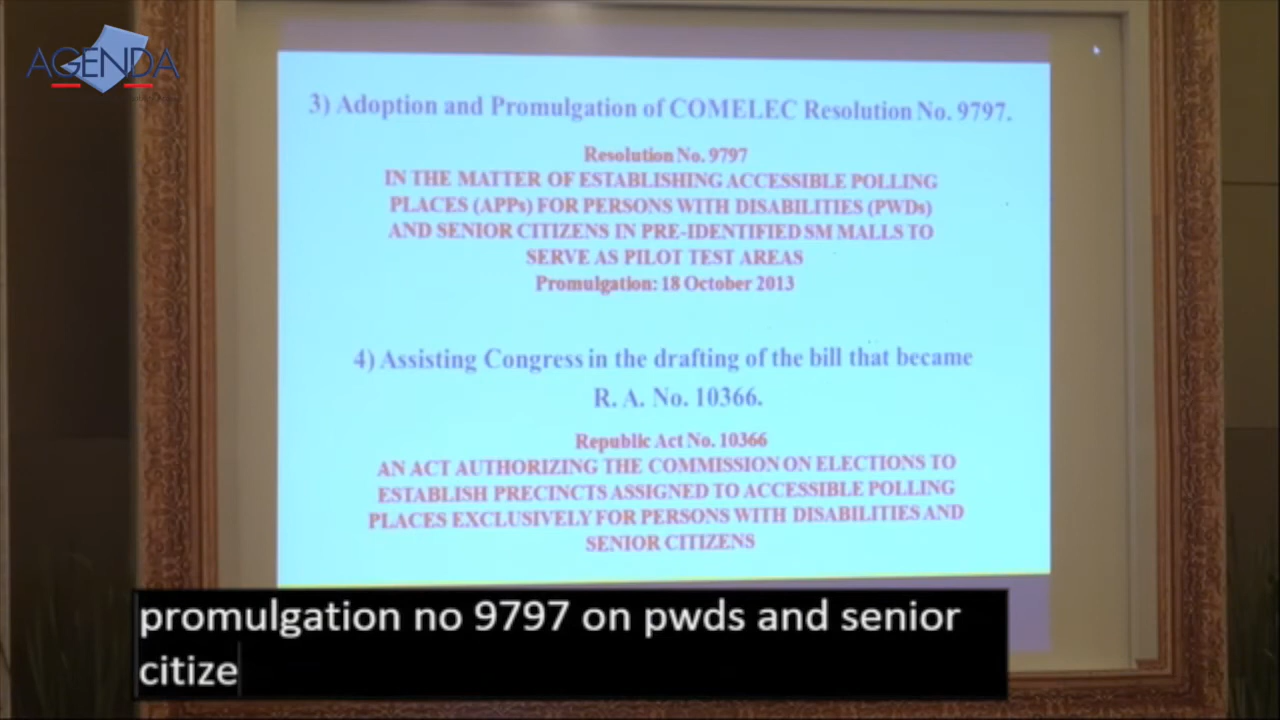 AGENDA
3) Adoption and Promulgation of COMELEC Resolution No. 9797.
Resolution No. 9797
IN THE MATTER OF ESTABLISHING ACCESSIBLE POLLING
PLACES (APPs) FOR PERSONS WITH DISABILITIES (PWDs)
AND SENIOR CITIZENS IN PRE-IDENTIFIED SM MALLS TO
SERVE AS PILOT TEST AREAS
Promulgation: 18 October 2013
4) Assisting Congress in the drafting of the bill that became
R. A. No. 10366.
Republic Act No. 10366
AN ACT AUTHORIZING THE COMMISSION ON ELECTIONS TO
ESTABLISH PRECINCTS ASSIGNED TO ACCESSIBLE POLLING
PLACES EXCLUSIVELY FOR PERSONS WITH DISABILITIES AND
SENIOR CITIZENS
promulgation no 9797 on pwds and senior
citize